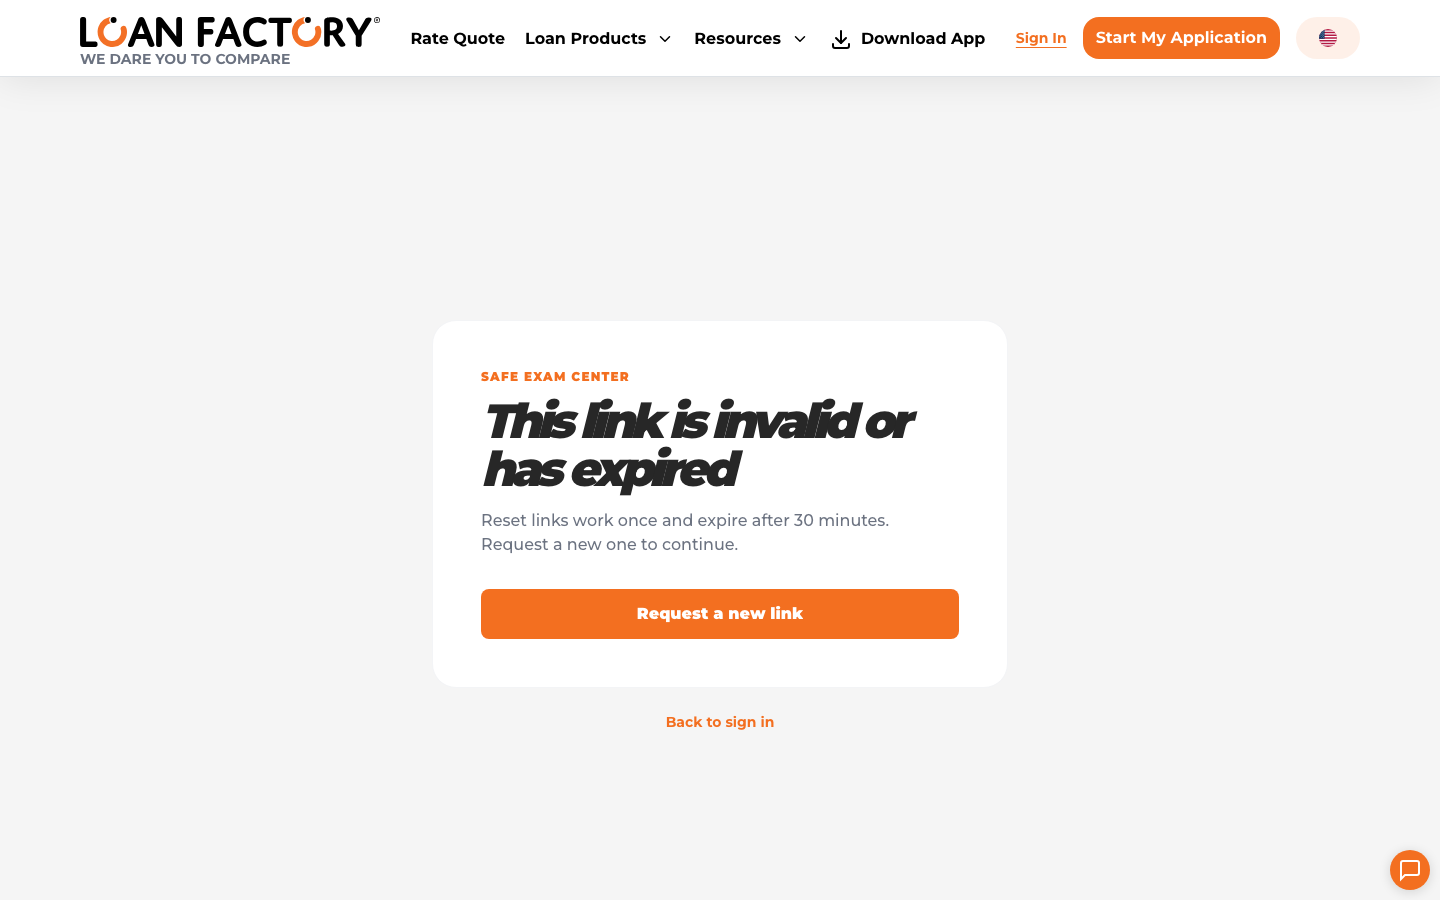 LOAN FACTORY®
WE DARE YOU TO COMPARE
Rate Quote
Loan Products
Resources
Download App
Sign In
Start My Application
SAFE EXAM CENTER
This link is invalid or
has expired
Reset links work once and expire after 30 minutes.
Request a new one to continue.
Request a new link
Back to sign in